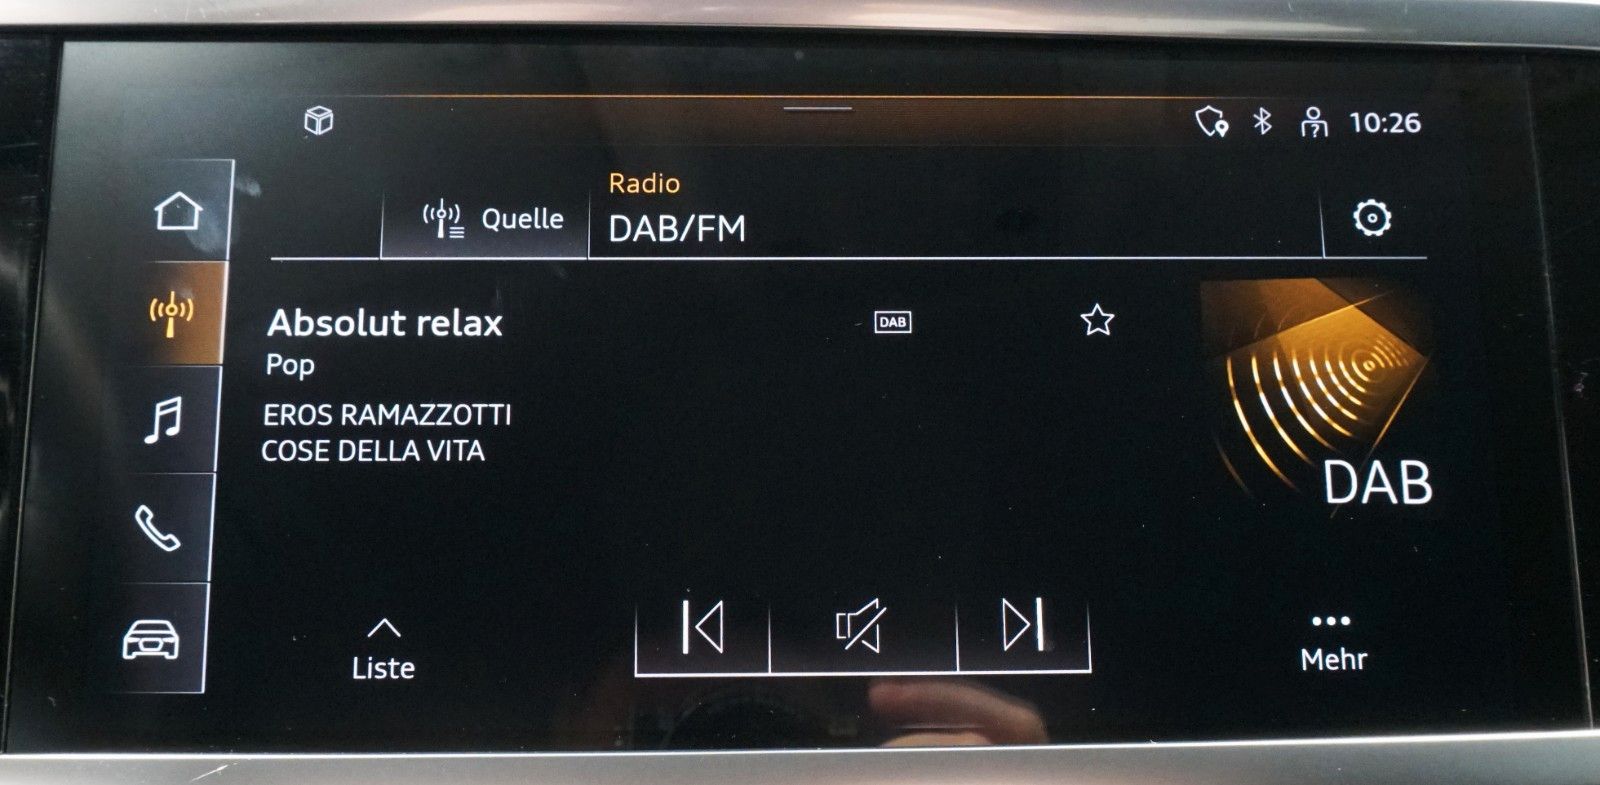 10:26
Radio
Quelle
DAB/FM
Absolut relax
DAB
Pop
EROS RAMAZZOTTI
COSE DELLA VITA
DAB
Liste
Mehr